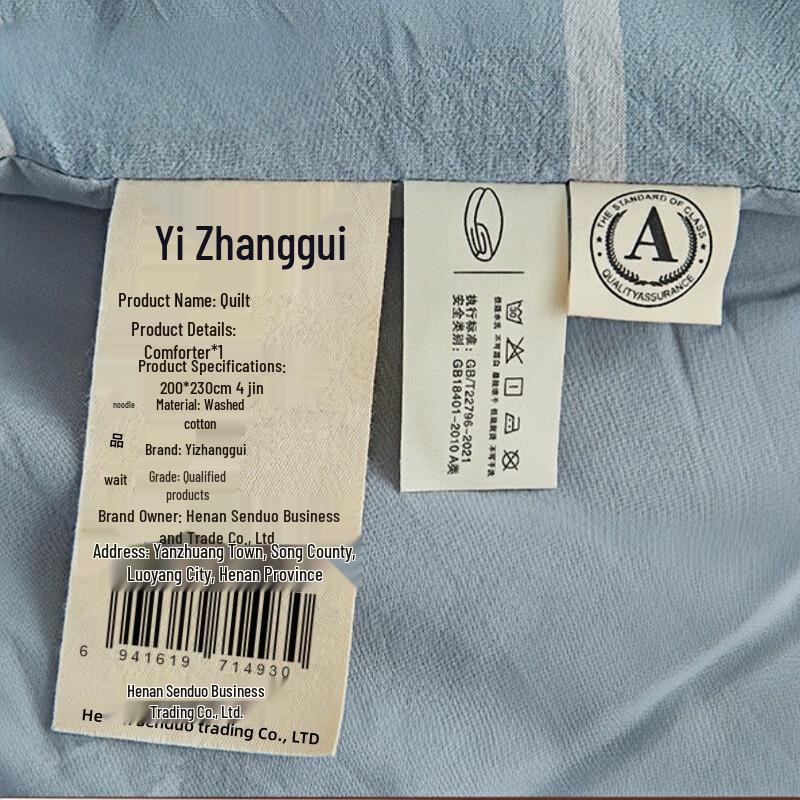 Yi Zhanggui
Product Name: Quilt
Product Details:
Comforter*1
Product Specifications:
200*230cm 4 jin
noodle
Material: Washed
cotton
品
Brand: Yizhanggui
wait
Grade: Qualified
products
Brand Owner: Henan Senduo Business
and Trade Co., Ltd
Address: Yanzhuang Town, Song County,
Luoyang City, Henan Province
6 941619 714930
Henan Senduo Business
Trading Co., Ltd.
He Senduo trading Co., LTD
执行标准：GB/T22796-2021
安全类别：GB18401-2010 A类
THE STANDARD OF CLASS
A
QUALITYASSURANCE